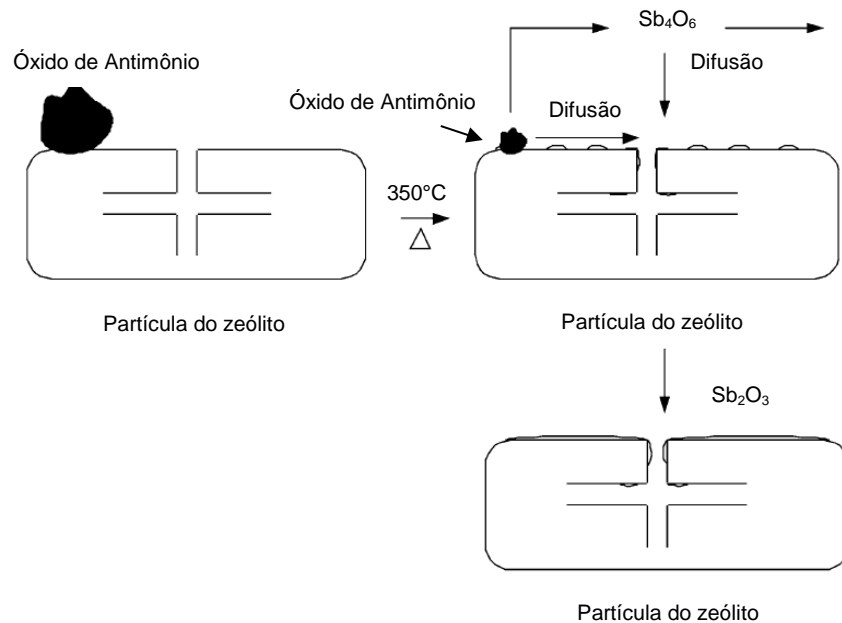 Óxido de Antimônio
Sb₄O₆
Difusão
Óxido de Antimônio
Difusão
350°C
Partícula do zeólito
Partícula do zeólito
Sb₂O₃
Partícula do zeólito